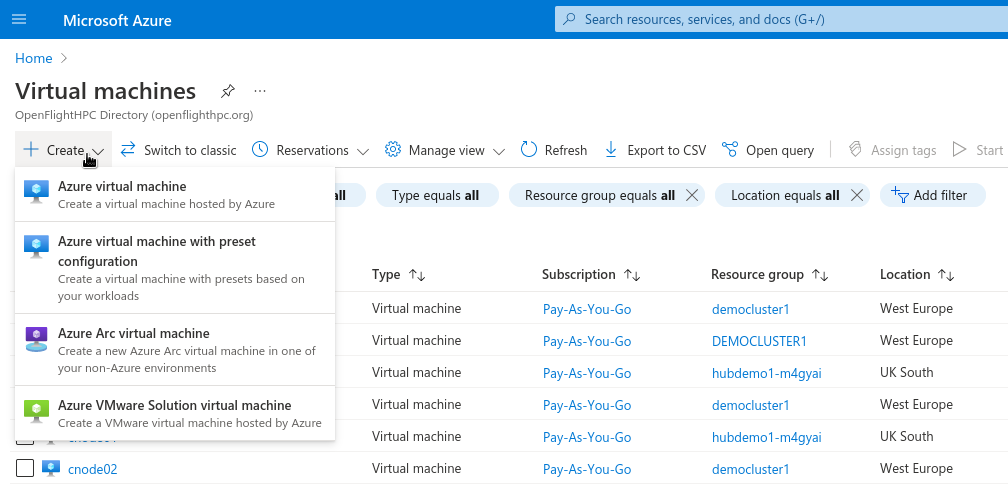 Microsoft Azure
Search resources, services, and docs (G+/)
Home
Virtual machines
OpenFlightHPC Directory (openflighthpc.org)
Create
Switch to classic
Reservations
Manage view
Refresh
Export to CSV
Open query
Assign tags
Start
Azure virtual machine
Create a virtual machine hosted by Azure
Azure virtual machine with preset
configuration
Create a virtual machine with presets based on
your workloads
Azure Arc virtual machine
Create a new Azure Arc virtual machine in one of
your non-Azure environments
Azure VMware Solution virtual machine
Create a VMware virtual machine hosted by Azure
all
Type equals all
Resource group equals all
Location equals all
Add filter
Type Subscription Resource group Location
Virtual machine Pay-As-You-Go democluster1 West Europe
Virtual machine Pay-As-You-Go DEMOCLUSTER1 West Europe
Virtual machine Pay-As-You-Go hubdemo1-m4gyai UK South
Virtual machine Pay-As-You-Go democluster1 West Europe
Virtual machine Pay-As-You-Go hubdemo1-m4gyai UK South
cnode02 Virtual machine Pay-As-You-Go democluster1 West Europe